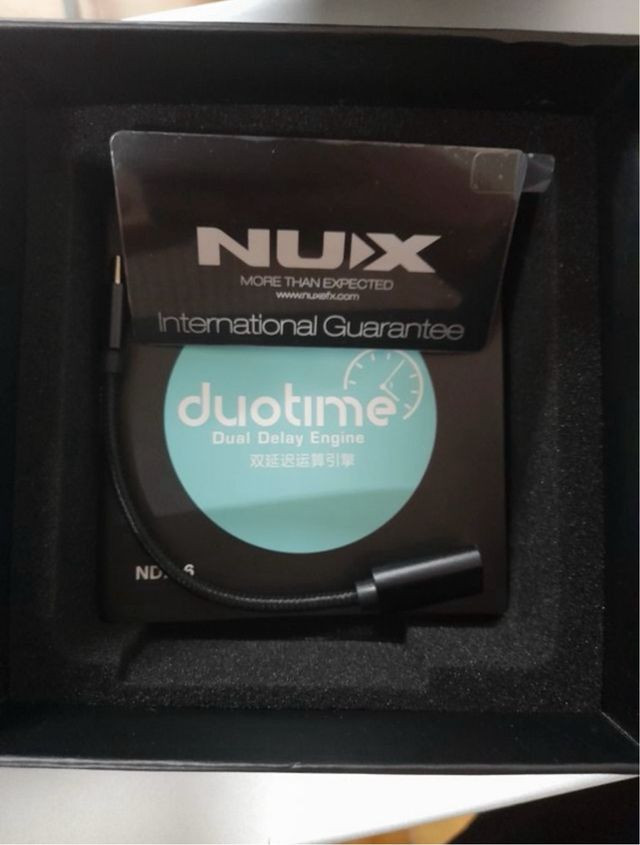 NUX
MORE THAN EXPECTED
www.nuxefx.com
International Guarantee
duotime
Dual Delay Engine
双延迟运算引擎